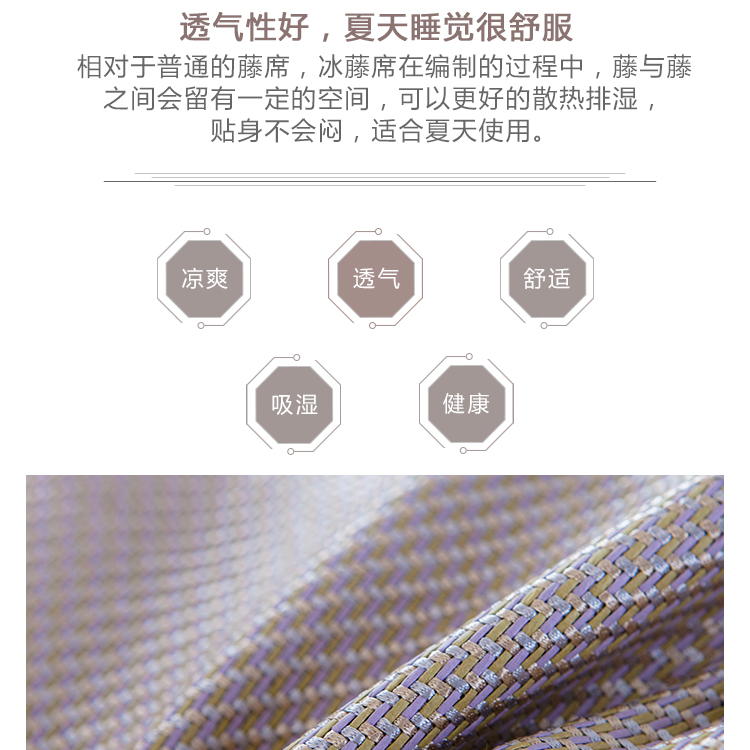 透气性好，夏天睡觉很舒服
相对于普通的藤席，冰藤席在编制的过程中，藤与藤
之间会留有一定的空间，可以更好的散热排湿，
贴身不会闷，适合夏天使用。
凉爽
透气
舒适
吸湿
健康